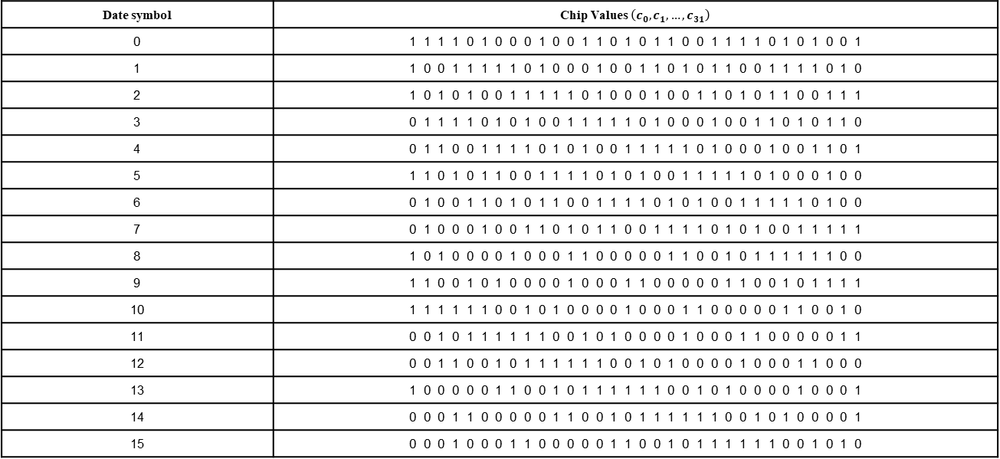 Date symbol Chip Values (c₀,c₁,…,c₃₁)
0 1 1 1 1 0 1 0 0 0 1 0 0 1 1 0 1 0 1 1 0 0 1 1 1 1 0 1 0 1 0 0 1
1 1 0 0 1 1 1 1 1 0 1 0 0 0 1 0 0 1 1 0 1 0 1 1 0 0 1 1 1 1 0 1 0
2 1 0 1 0 1 0 0 1 1 1 1 1 0 1 0 0 0 1 0 0 1 1 0 1 0 1 1 0 0 1 1 1
3 0 1 1 1 1 0 1 0 1 0 0 1 1 1 1 1 0 1 0 0 0 1 0 0 1 1 0 1 0 1 1 0
4 0 1 1 0 0 1 1 1 1 0 1 0 1 0 0 1 1 1 1 1 0 1 0 0 0 1 0 0 1 1 0 1
5 1 1 0 1 0 1 1 0 0 1 1 1 1 0 1 0 1 0 0 1 1 1 1 1 0 1 0 0 0 1 0 0
6 0 1 0 0 1 1 0 1 0 1 1 0 0 1 1 1 1 0 1 0 1 0 0 1 1 1 1 1 0 1 0 0
7 0 1 0 0 0 1 0 0 1 1 0 1 0 1 1 0 0 1 1 1 1 0 1 0 1 0 0 1 1 1 1 1
8 1 0 1 0 0 0 0 1 0 0 0 1 1 0 0 0 0 0 1 1 0 0 1 0 1 1 1 1 1 1 0 0
9 1 1 0 0 1 0 1 0 0 0 0 1 0 0 0 1 1 0 0 0 0 0 1 1 0 0 1 0 1 1 1 1
10 1 1 1 1 1 1 0 0 1 0 1 0 0 0 0 1 0 0 0 1 1 0 0 0 0 0 1 1 0 0 1 0
11 0 0 1 0 1 1 1 1 1 1 0 0 1 0 1 0 0 0 0 1 0 0 0 1 1 0 0 0 0 0 1 1
12 0 0 1 1 0 0 1 0 1 1 1 1 1 1 0 0 1 0 1 0 0 0 0 1 0 0 0 1 1 0 0 0
13 1 0 0 0 0 0 1 1 0 0 1 0 1 1 1 1 1 1 0 0 1 0 1 0 0 0 0 1 0 0 0 1
14 0 0 0 1 1 0 0 0 0 0 1 1 0 0 1 0 1 1 1 1 1 1 0 0 1 0 1 0 0 0 0 1
15 0 0 0 1 0 0 0 1 1 0 0 0 0 0 1 1 0 0 1 0 1 1 1 1 1 1 0 0 1 0 1 0